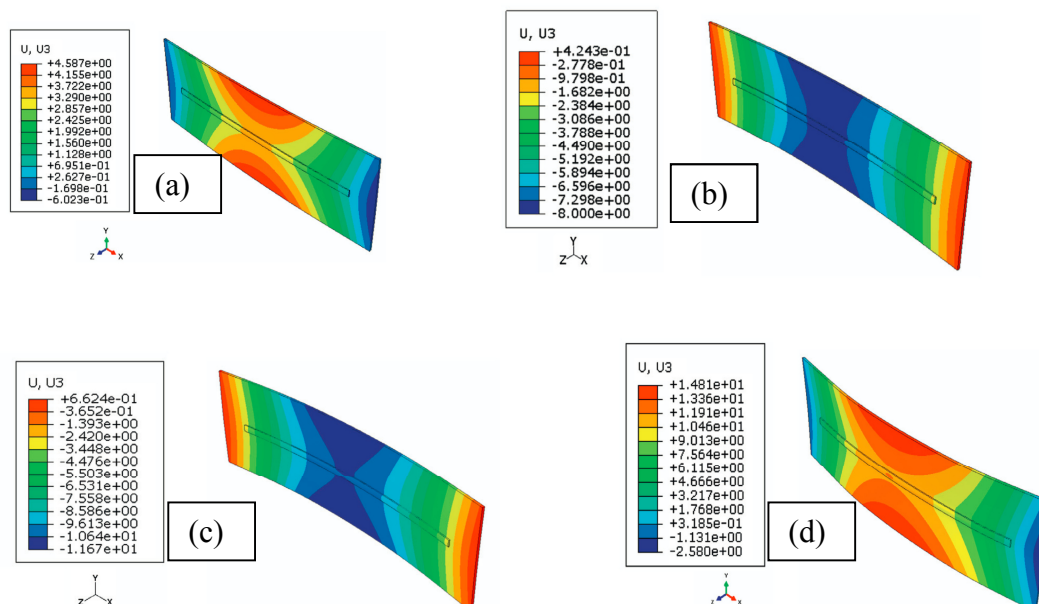 U, U3
+4.587e+00
+4.155e+00
+3.722e+00
+3.290e+00
+2.857e+00
+2.425e+00
+1.992e+00
+1.560e+00
+1.128e+00
+6.951e-01
+2.627e-01
-1.698e-01
-6.023e-01
(a)
Y
Z X
U, U3
+4.243e-01
-2.778e-01
-9.798e-01
-1.682e+00
-2.384e+00
-3.086e+00
-3.788e+00
-4.490e+00
-5.192e+00
-5.894e+00
-6.596e+00
-7.298e+00
-8.000e+00
(b)
Y
Z X
U, U3
+6.624e-01
-3.652e-01
-1.393e+00
-2.420e+00
-3.448e+00
-4.476e+00
-5.503e+00
-6.531e+00
-7.558e+00
-8.586e+00
-9.613e+00
-1.064e+01
-1.167e+01
(c)
Y
Z X
U, U3
+1.481e+01
+1.336e+01
+1.191e+01
+1.046e+01
+9.013e+00
+7.564e+00
+6.115e+00
+4.666e+00
+3.217e+00
+1.768e+00
+3.185e-01
-1.131e+00
-2.580e+00
(d)
Y
Z X